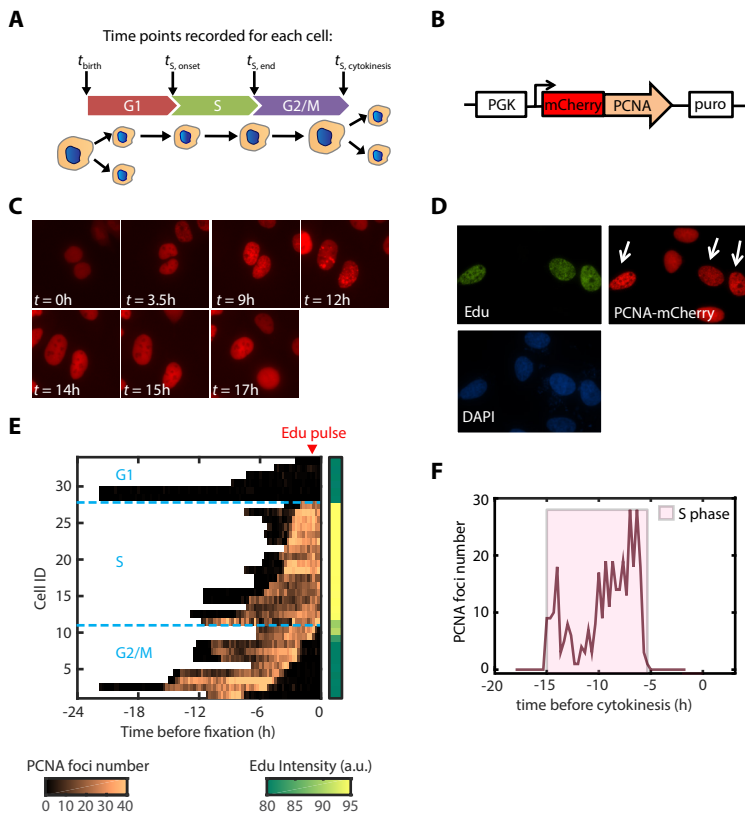 A
Time points recorded for each cell:
t birth
t S, onset
t S, end
t S, cytokinesis
G1
S
G2/M
B
PGK
mCherry
PCNA
puro
C
t = 0h
t = 3.5h
t = 9h
t = 12h
t = 14h
t = 15h
t = 17h
D
Edu
PCNA-mCherry
DAPI
E
Edu pulse
G1
S
G2/M
Cell ID
30
25
20
15
10
5
-24
-18
-12
-6
0
Time before fixation (h)
PCNA foci number
0 10 20 30 40
Edu Intensity (a.u.)
80 85 90 95
F
S phase
PCNA foci number
30
20
10
0
-20
-15
-10
-5
0
time before cytokinesis (h)